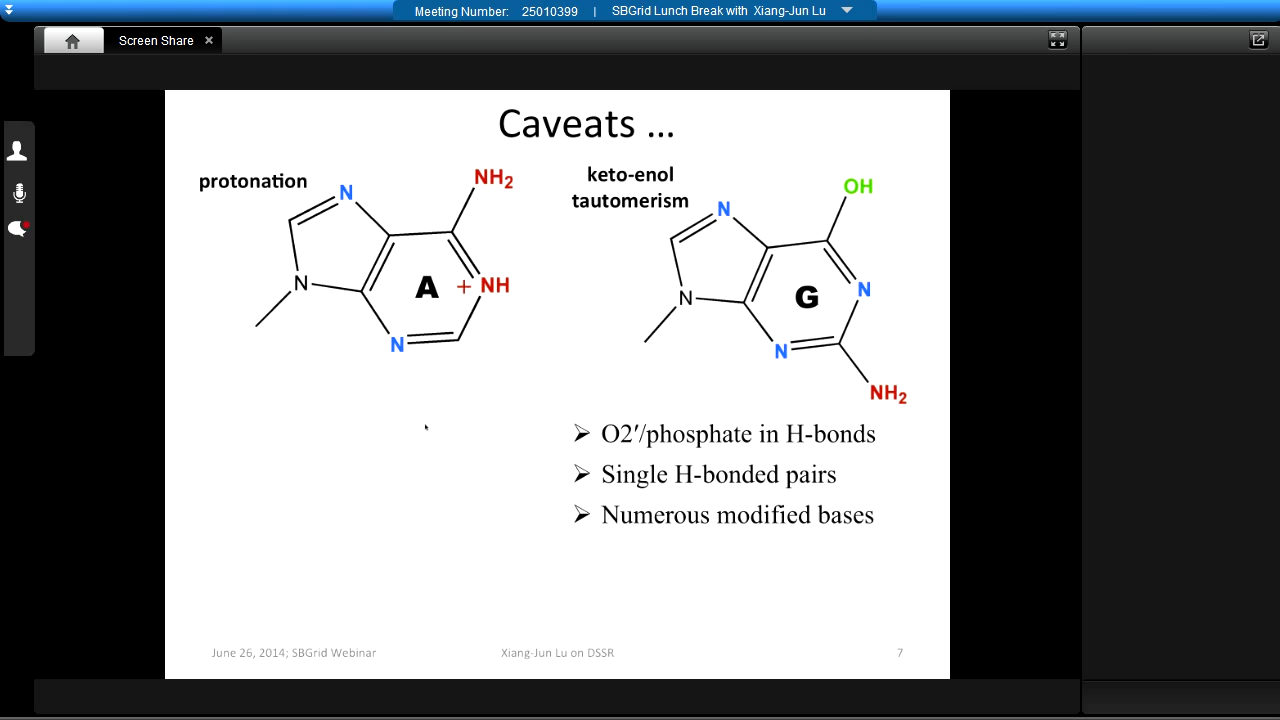 Meeting Number: 25010399 | SBGrid Lunch Break with Xiang-Jun Lu
Screen Share
Caveats ...
protonation
N
NH2
N
A
+ NH
N
keto-enol
tautomerism
OH
N
N
G
N
N
NH2
➢ O2′/phosphate in H-bonds
➢ Single H-bonded pairs
➢ Numerous modified bases
June 26, 2014; SBGrid Webinar
Xiang-Jun Lu on DSSR
7